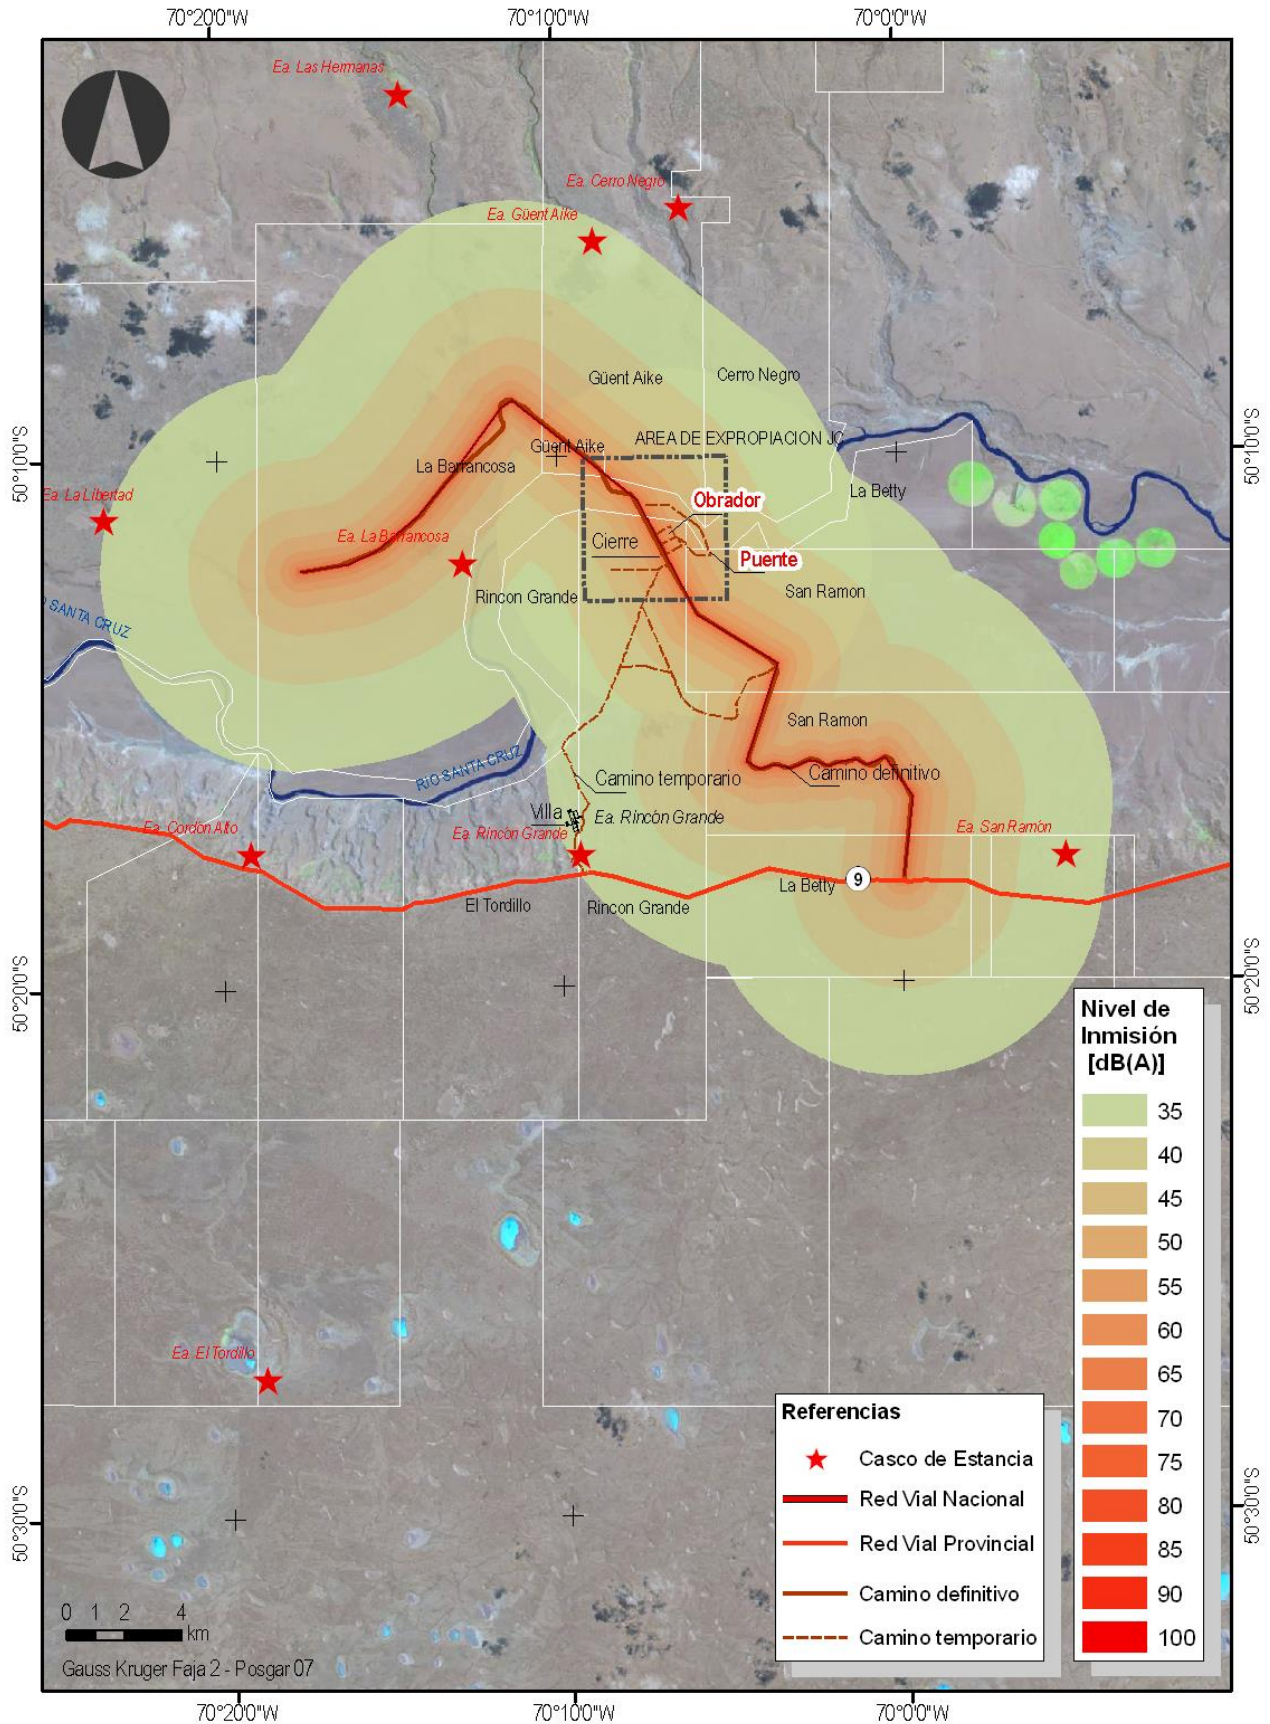 70°20'0"W
70°10'0"W
70°0'0"W
Ea. Las Hermanas
Ea. Cerro Negro
Ea. Güent Aike
Güent Aike
Cerro Negro
Güent Aike
AREA DE EXPROPIACION JC
50°10'0"S
50°10'0"S
La Barrancosa
Ea. La Libertad
La Betty
Obrador
Ea. La Barrancosa
Cierre
Puente
Rincon Grande
San Ramon
SANTA CRUZ
San Ramon
RIO SANTA CRUZ
Camino temporario
Camino definitivo
Villa
Ea. Rincón Grande
Ea. Cordón Alto
Ea. Rincón Grande
Ea. San Ramón
La Betty
9
El Tordillo
Rincon Grande
50°20'0"S
50°20'0"S
Nivel de
Inmisión
[dB(A)]
35
40
45
50
55
60
65
70
75
80
85
90
100
Ea. El Tordillo
Referencias
Casco de Estancia
Red Vial Nacional
Red Vial Provincial
Camino definitivo
Camino temporario
50°30'0"S
50°30'0"S
0 1 2 4
km
Gauss Kruger Faja 2 - Posgar 07
70°20'0"W
70°10'0"W
70°0'0"W